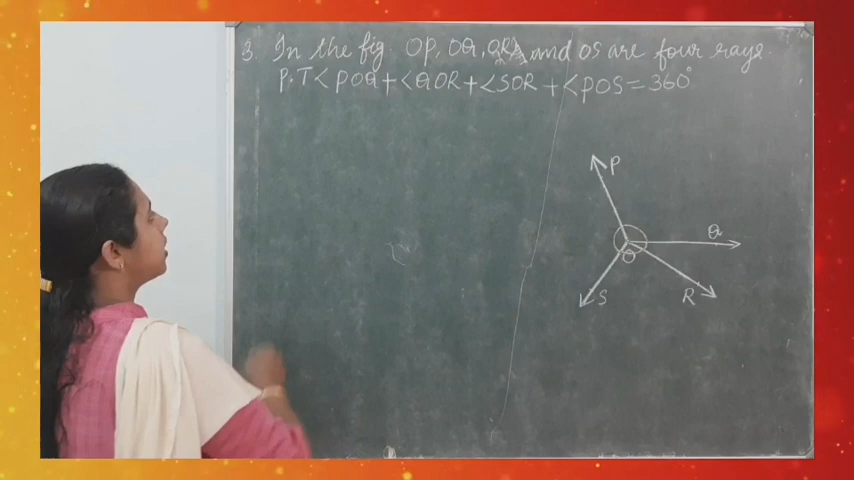 3. In the fig. OP, OQ, OR, and OS are four rays.
P.T <POQ+<QOR+<SOR+<POS=360°
P
Q
O
S
R